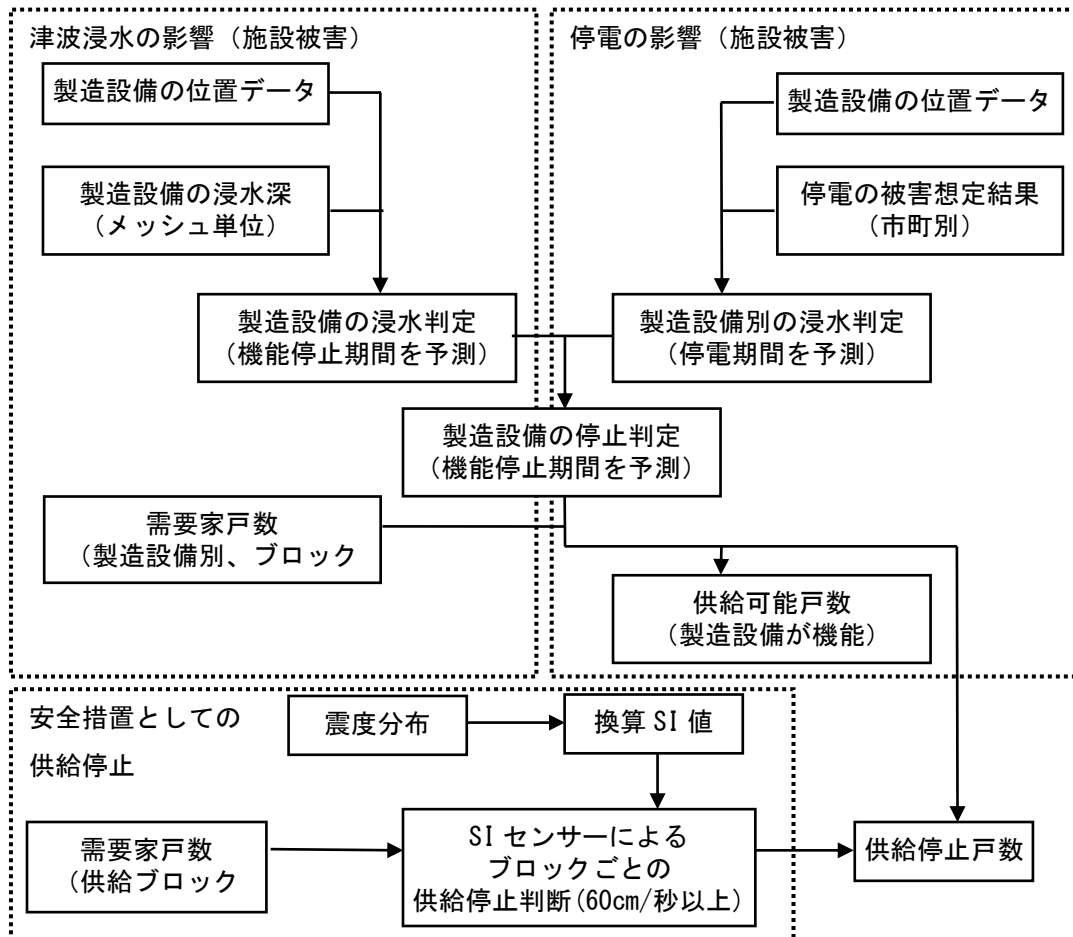 津波浸水の影響（施設被害）
製造設備の位置データ
製造設備の浸水深
（メッシュ単位）
製造設備の浸水判定
（機能停止期間を予測）
停電の影響（施設被害）
製造設備の位置データ
停電の被害想定結果
（市町別）
製造設備別の浸水判定
（停電期間を予測）
製造設備の停止判定
（機能停止期間を予測）
需要家戸数
（製造設備別、ブロック
供給可能戸数
（製造設備が機能）
安全措置としての
供給停止
震度分布
換算 SI 値
需要家戸数
（供給ブロック
SI センサーによる
ブロックごとの
供給停止判断(60cm/秒以上)
供給停止戸数